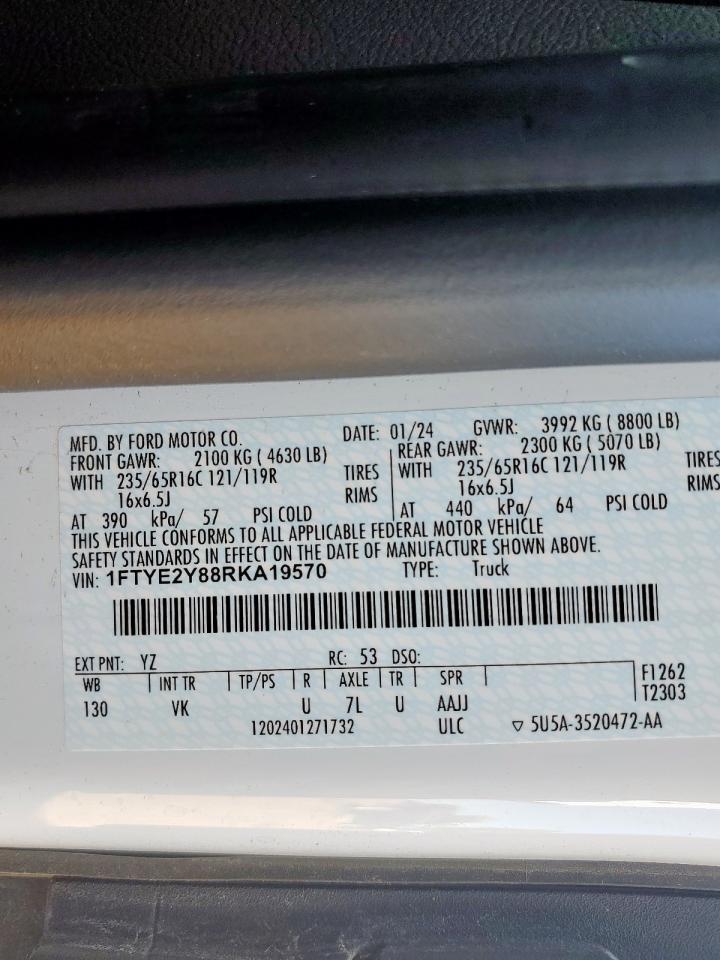 MFD. BY FORD MOTOR CO. DATE: 01/24 GVWR: 3992 KG ( 8800 LB)
FRONT GAWR: 2100 KG ( 4630 LB) REAR GAWR: 2300 KG ( 5070 LB)
WITH 235/65R16C 121/119R TIRES WITH 235/65R16C 121/119R TIRES
16x6.5J RIMS 16x6.5J RIMS
AT 390 kPa/ 57 PSI COLD AT 440 kPa/ 64 PSI COLD
THIS VEHICLE CONFORMS TO ALL APPLICABLE FEDERAL MOTOR VEHICLE
SAFETY STANDARDS IN EFFECT ON THE DATE OF MANUFACTURE SHOWN ABOVE.
VIN: 1FTYE2Y88RKA19570 TYPE: Truck
EXT PNT: YZ RC: 53 DSO:
WB INT TR TP/PS R AXLE TR SPR F1262
130 VK U 7L U AAJJ T2303
1202401271732 ULC ▽ 5U5A-3520472-AA